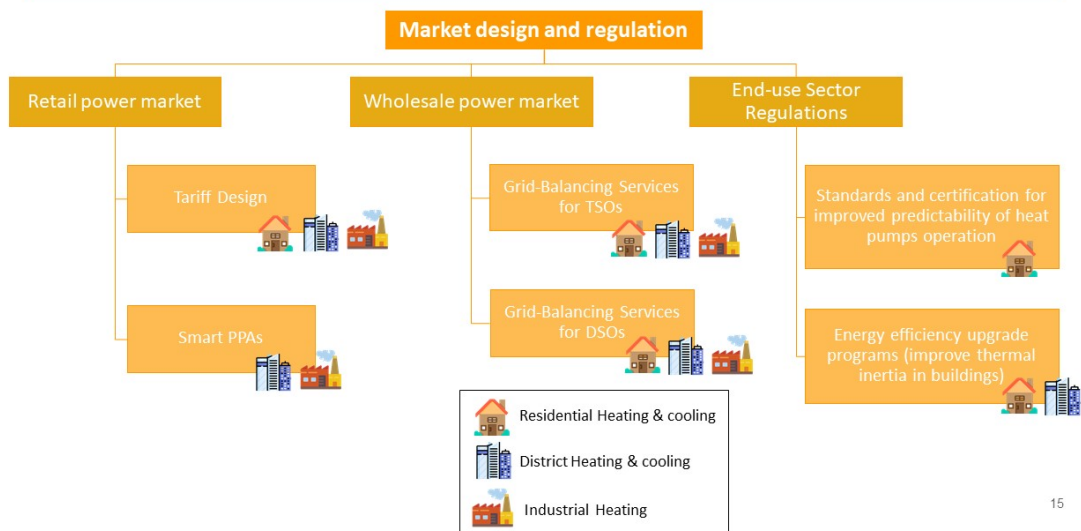 Market design and regulation
Retail power market
Wholesale power market
End-use Sector
Regulations
Tariff Design
Grid-Balancing Services
for TSOs
Standards and certification for
improved predictability of heat
pumps operation
Smart PPAs
Grid-Balancing Services
for DSOs
Energy efficiency upgrade
programs (improve thermal
inertia in buildings)
Residential Heating & cooling
District Heating & cooling
Industrial Heating
15